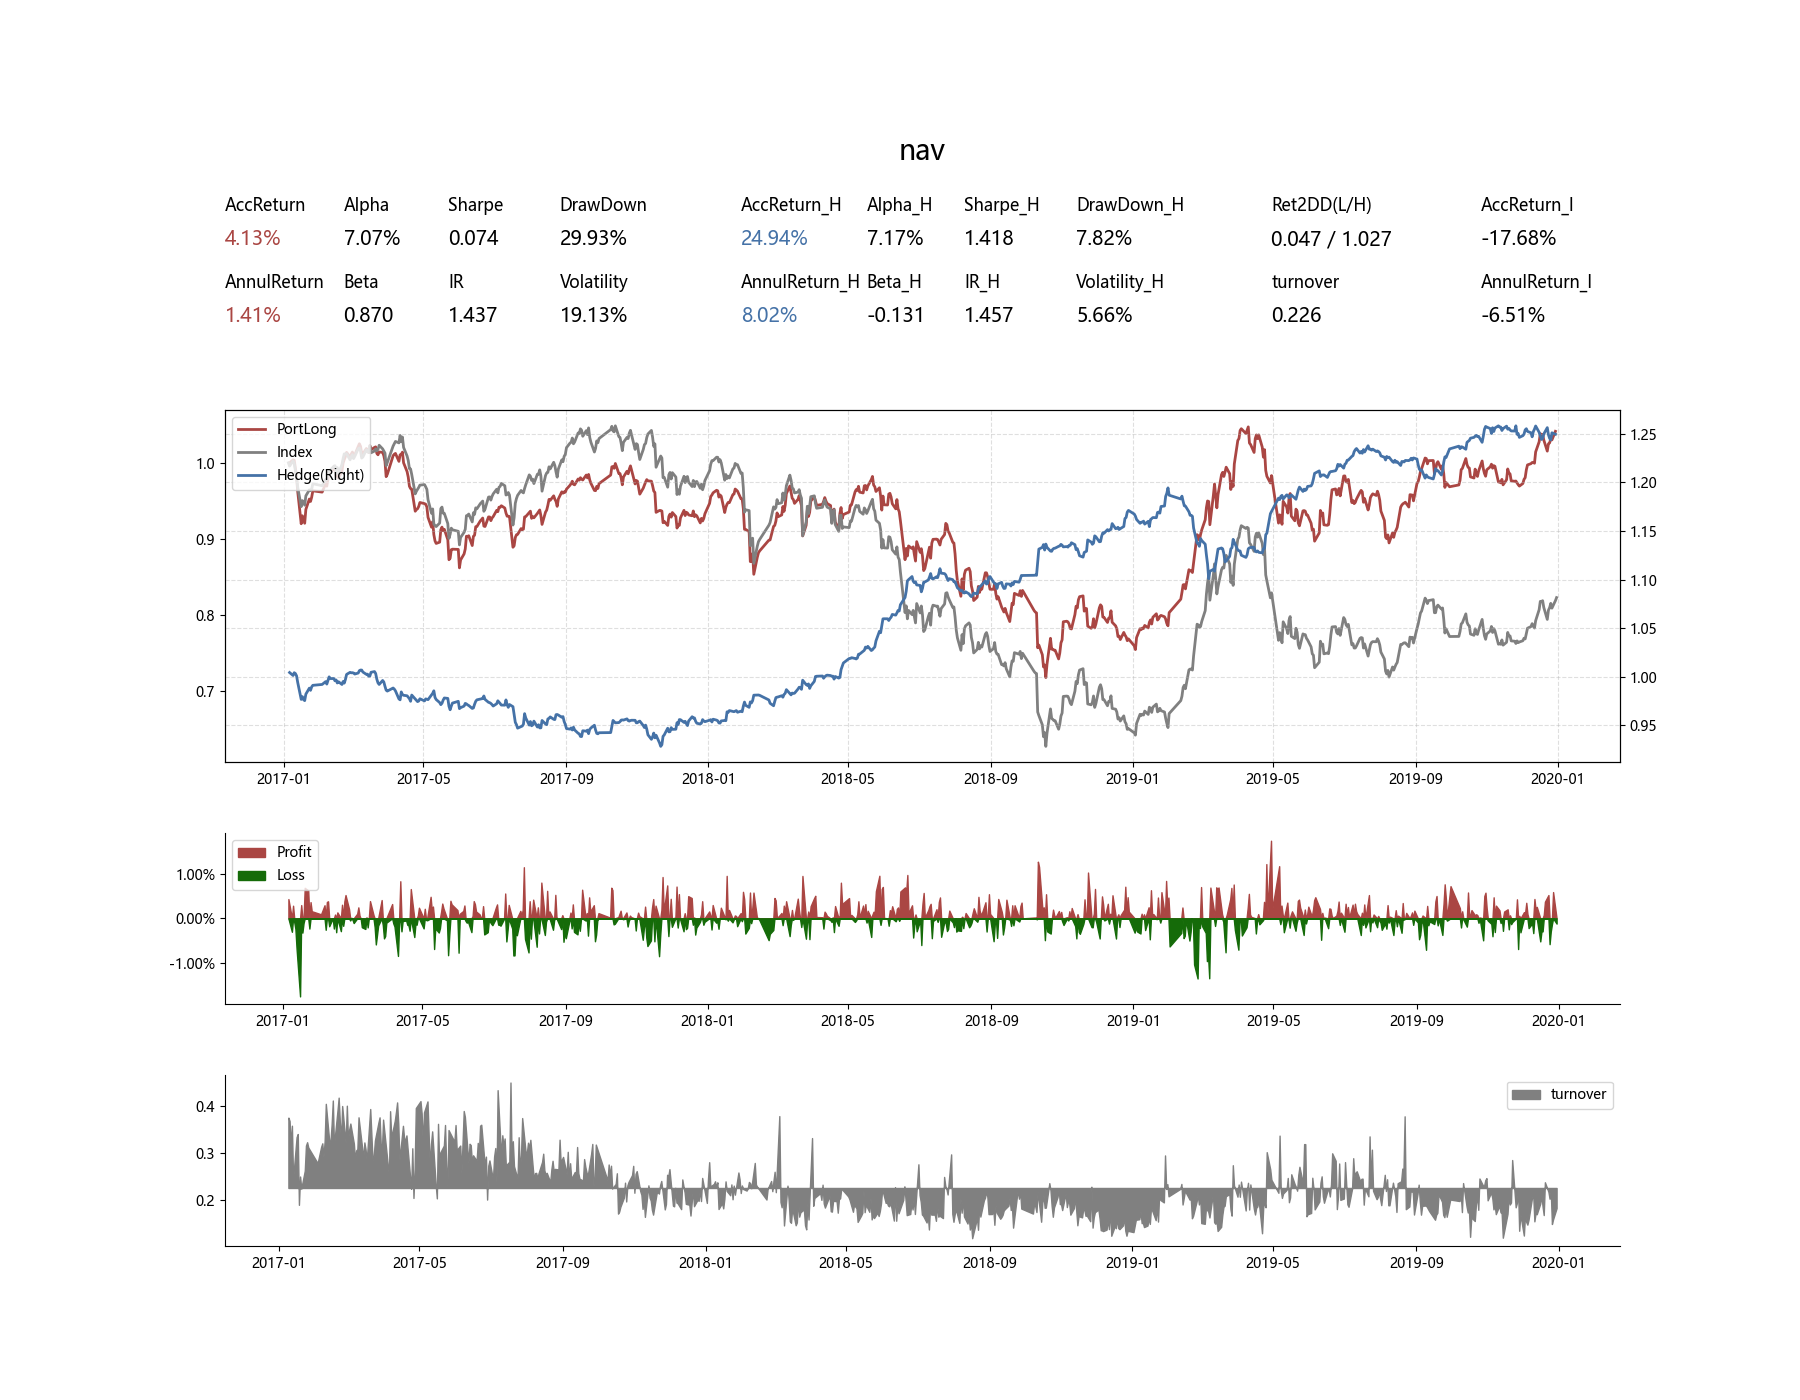 nav
AccReturn Alpha Sharpe DrawDown AccReturn_H Alpha_H Sharpe_H DrawDown_H Ret2DD(L/H) AccReturn_I
4.13% 7.07% 0.074 29.93% 24.94% 7.17% 1.418 7.82% 0.047 / 1.027 -17.68%
AnnulReturn Beta IR Volatility AnnulReturn_H Beta_H IR_H Volatility_H turnover AnnulReturn_I
1.41% 0.870 1.437 19.13% 8.02% -0.131 1.457 5.66% 0.226 -6.51%
PortLong
Index
Hedge(Right)
1.0
0.9
0.8
0.7
1.25
1.20
1.15
1.10
1.05
1.00
0.95
2017-01 2017-05 2017-09 2018-01 2018-05 2018-09 2019-01 2019-05 2019-09 2020-01
Profit
Loss
1.00%
0.00%
-1.00%
2017-01 2017-05 2017-09 2018-01 2018-05 2018-09 2019-01 2019-05 2019-09 2020-01
turnover
0.4
0.3
0.2
2017-01 2017-05 2017-09 2018-01 2018-05 2018-09 2019-01 2019-05 2019-09 2020-01